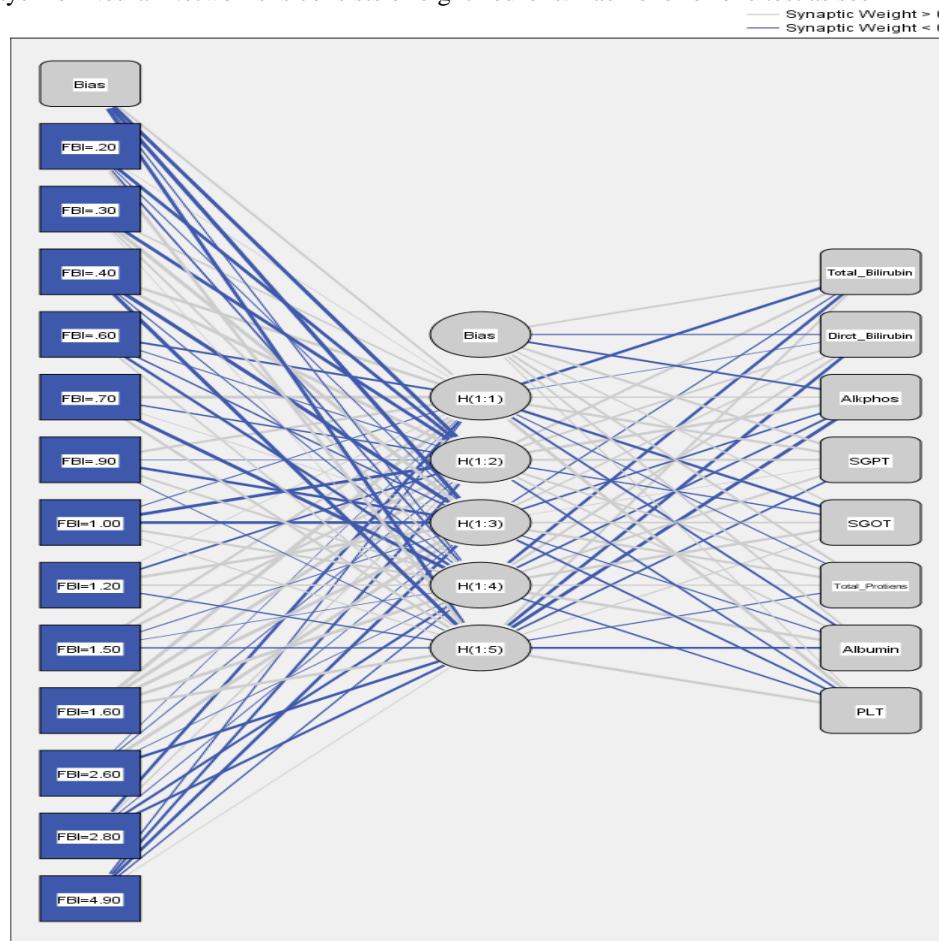 Synaptic Weight >
Synaptic Weight <
Bias
FBI=.20
FBI=.30
FBI=.40
FBI=.60
FBI=.70
FBI=.90
FBI=1.00
FBI=1.20
FBI=1.50
FBI=1.60
FBI=2.60
FBI=2.80
FBI=4.90
Bias
H(1:1)
H(1:2)
H(1:3)
H(1:4)
H(1:5)
Total_Bilirubin
Dirct_Bilirubin
Alkphos
SGPT
SGOT
Total_Protiens
Albumin
PLT